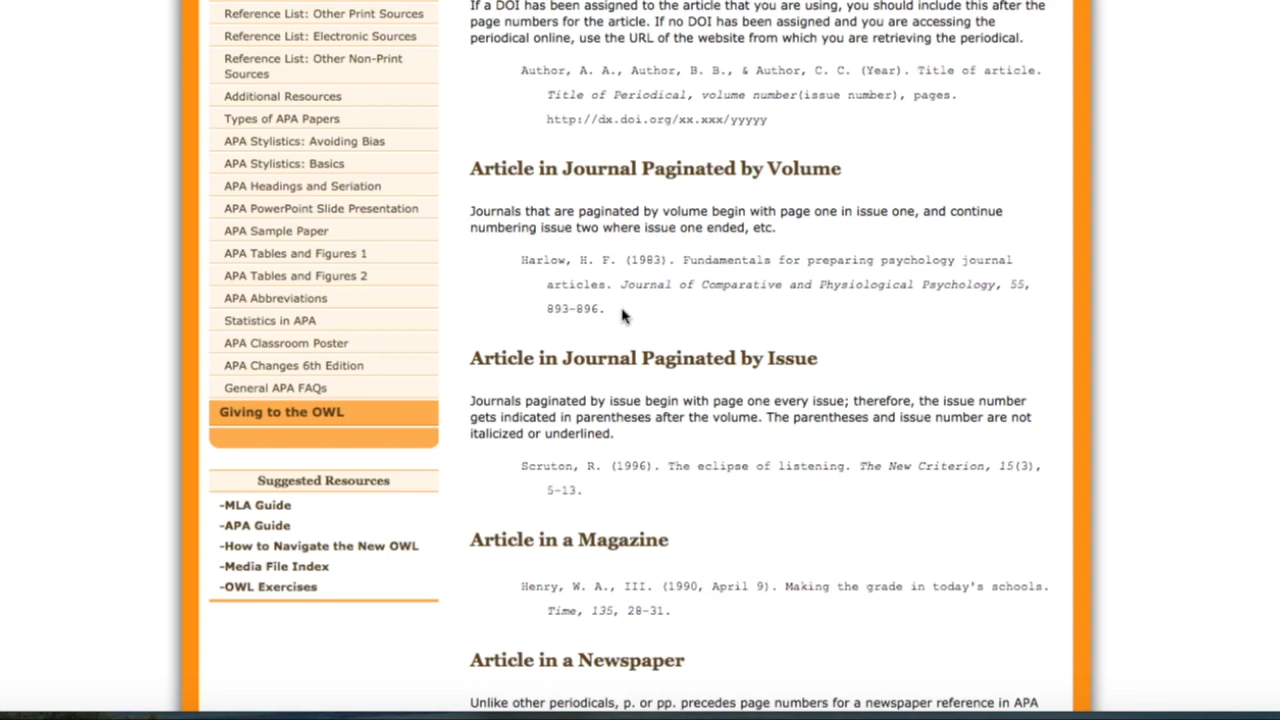 Reference List: Other Print Sources
Reference List: Electronic Sources
Reference List: Other Non-Print
Sources
Additional Resources
Types of APA Papers
APA Stylistics: Avoiding Bias
APA Stylistics: Basics
APA Headings and Seriation
APA PowerPoint Slide Presentation
APA Sample Paper
APA Tables and Figures 1
APA Tables and Figures 2
APA Abbreviations
Statistics in APA
APA Classroom Poster
APA Changes 6th Edition
General APA FAQs
Giving to the OWL
Suggested Resources
-MLA Guide
-APA Guide
-How to Navigate the New OWL
-Media File Index
-OWL Exercises
If a DOI has been assigned to the article that you are using, you should include this after the
page numbers for the article. If no DOI has been assigned and you are accessing the
periodical online, use the URL of the website from which you are retrieving the periodical.
Author, A. A., Author, B. B., & Author, C. C. (Year). Title of article.
Title of Periodical, volume number(issue number), pages.
http://dx.doi.org/xx.xxx/yyyyy
Article in Journal Paginated by Volume
Journals that are paginated by volume begin with page one in issue one, and continue
numbering issue two where issue one ended, etc.
Harlow, H. F. (1983). Fundamentals for preparing psychology journal
articles. Journal of Comparative and Physiological Psychology, 55,
893-896.
Article in Journal Paginated by Issue
Journals paginated by issue begin with page one every issue; therefore, the issue number
gets indicated in parentheses after the volume. The parentheses and issue number are not
italicized or underlined.
Scruton, R. (1996). The eclipse of listening. The New Criterion, 15(3),
5-13.
Article in a Magazine
Henry, W. A., III. (1990, April 9). Making the grade in today's schools.
Time, 135, 28-31.
Article in a Newspaper
Unlike other periodicals, p. or pp. precedes page numbers for a newspaper reference in APA